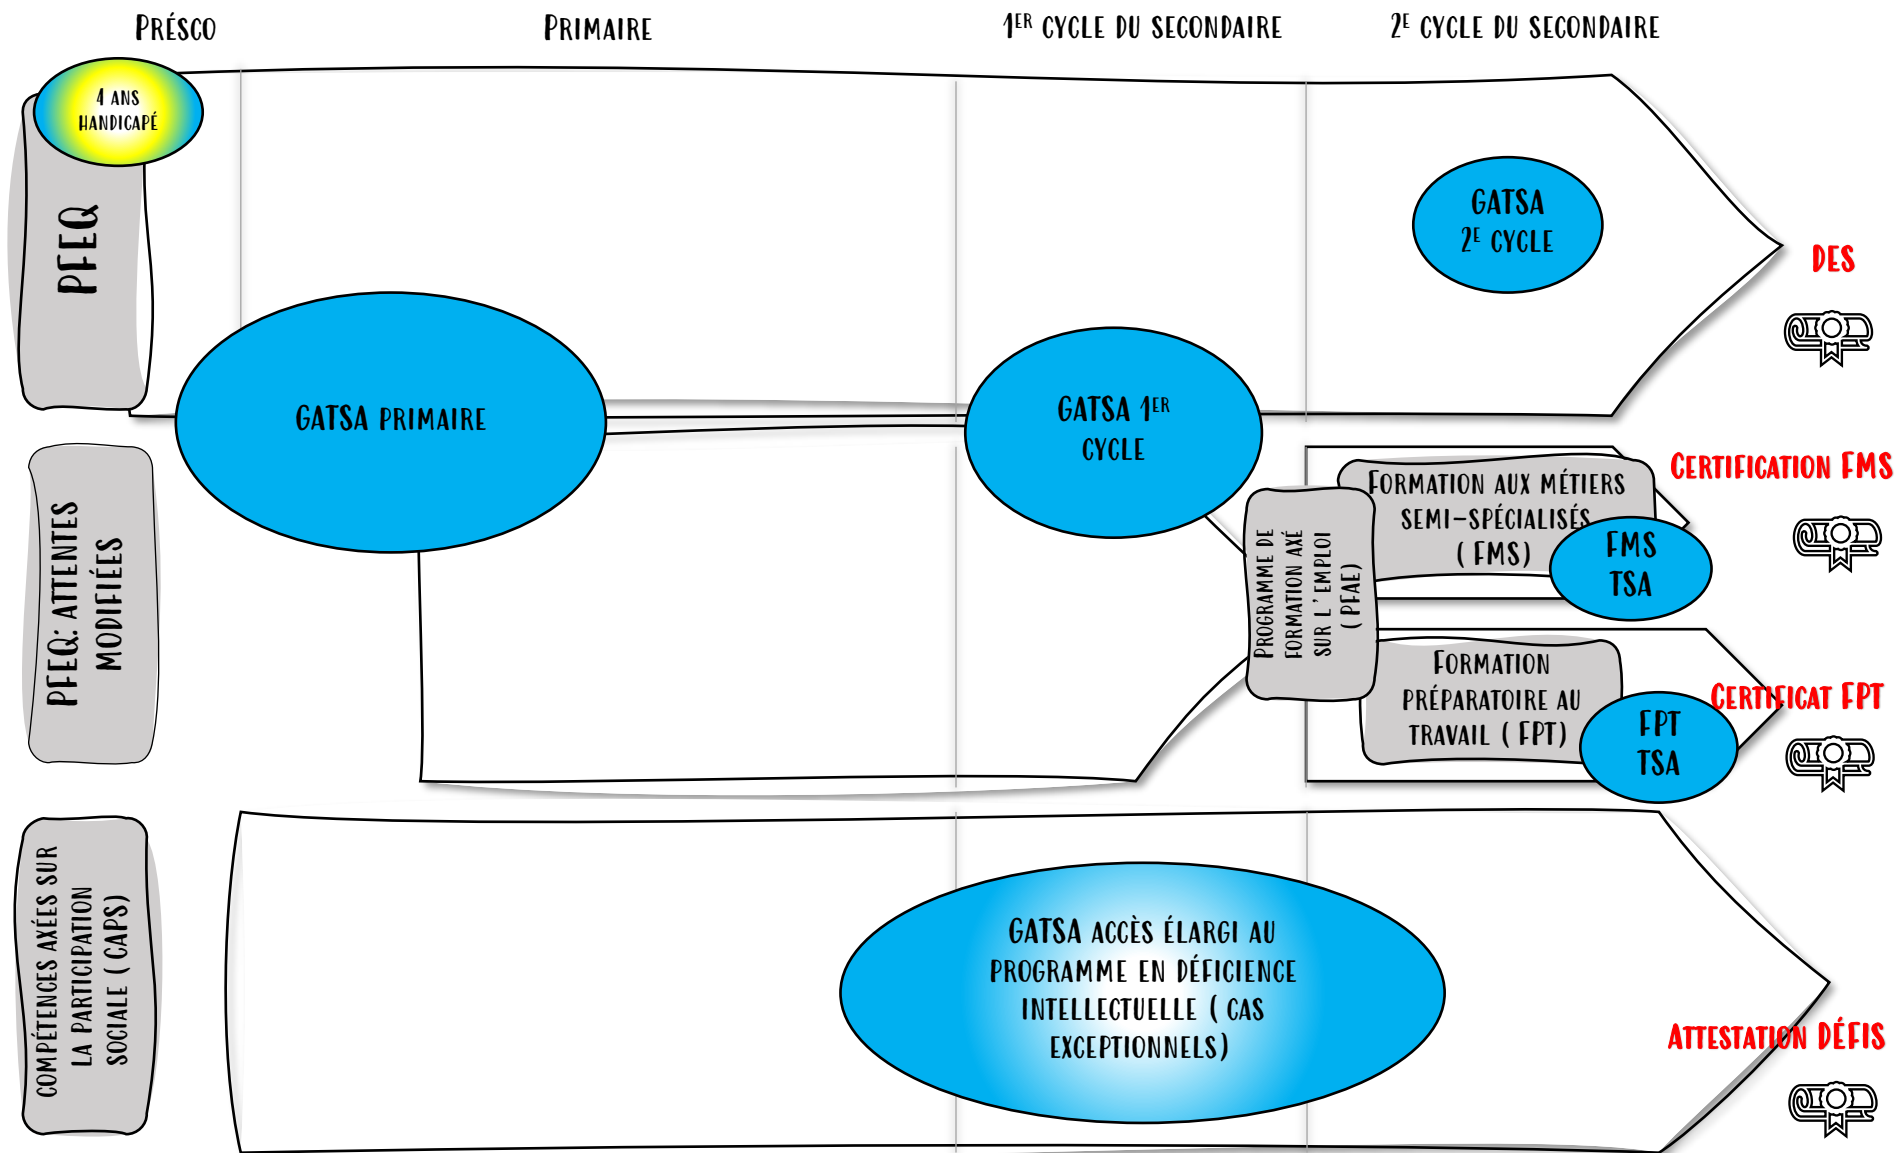 PRÉSCO
PRIMAIRE
1ER CYCLE DU SECONDAIRE
2E CYCLE DU SECONDAIRE
4 ANS
HANDICAPÉ
PFEQ
GATSA
2E CYCLE
DES
GATSA PRIMAIRE
GATSA 1ER
CYCLE
PFEQ: ATTENTES
MODIFIÉES
PROGRAMME DE
FORMATION AXÉ
SUR L'EMPLOI
(PFAE)
FORMATION AUX MÉTIERS
SEMI-SPÉCIALISÉS
( FMS)
FMS
TSA
CERTIFICATION FMS
FORMATION
PRÉPARATOIRE AU
TRAVAIL ( FPT)
FPT
TSA
CERTIFICAT FPT
COMPÉTENCES AXÉES SUR
LA PARTICIPATION
SOCIALE ( CAPS)
GATSA ACCÈS ÉLARGI AU
PROGRAMME EN DÉFICIENCE
INTELLECTUELLE ( CAS
EXCEPTIONNELS)
ATTESTATION DÉFIS